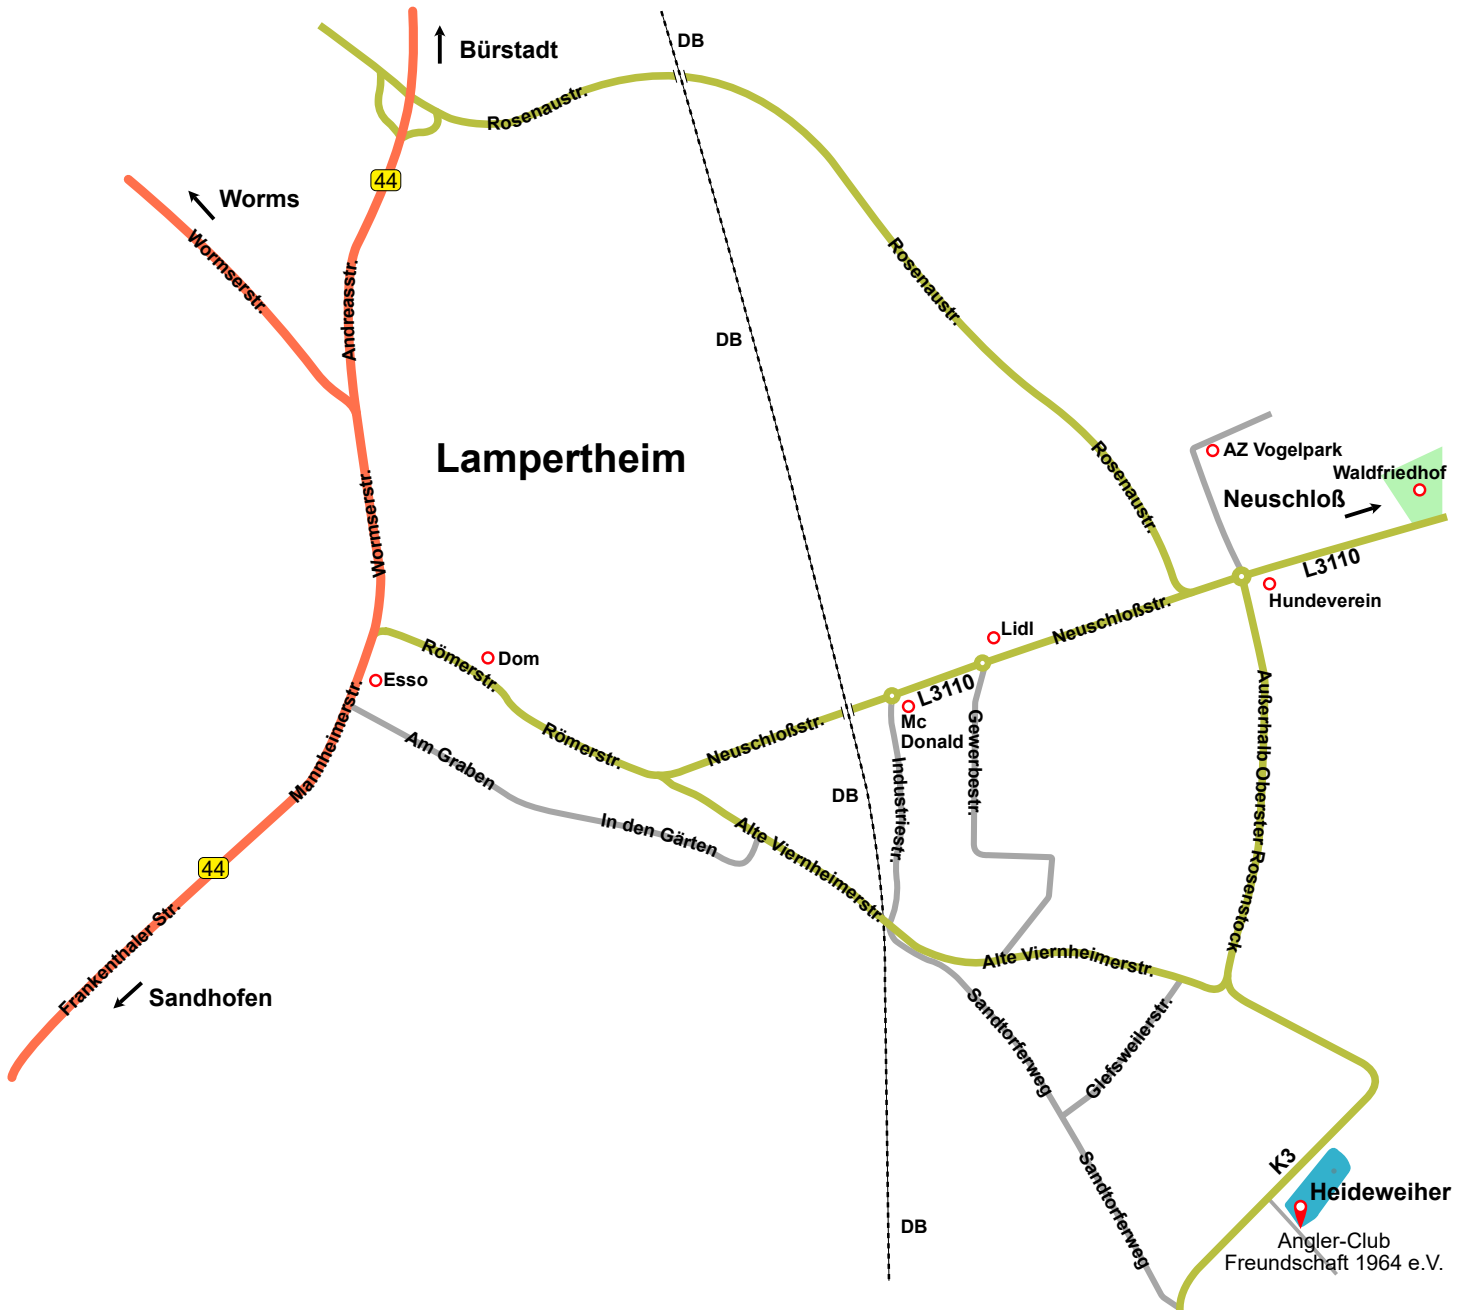 DB
Bürstadt
Rosenaustr.
44
Worms
Wormserstr.
Andreasstr.
Rosenaustr.
DB
Lampertheim
AZ Vogelpark
Waldfriedhof
Neuschloß
Rosenaustr.
Wormserstr.
L3110
Hundeverein
Neuschloßstr.
Lidl
Römerstr.
Dom
Esso
L3110
Mc
Donald
Mannheimerstr.
Am Graben
Römerstr.
Neuschloßstr.
Gewerbestr.
Industriestr.
Außerhalb Oberster Rosenstock
DB
In den Gärten
Alte Viernheimerstr.
44
Frankenthaler Str.
Sandhofen
Alte Viernheimerstr.
Sandtorferweg
Glefsweilerstr.
Sandtorferweg
K3
Heideweiher
DB
Angler-Club
Freundschaft 1964 e.V.